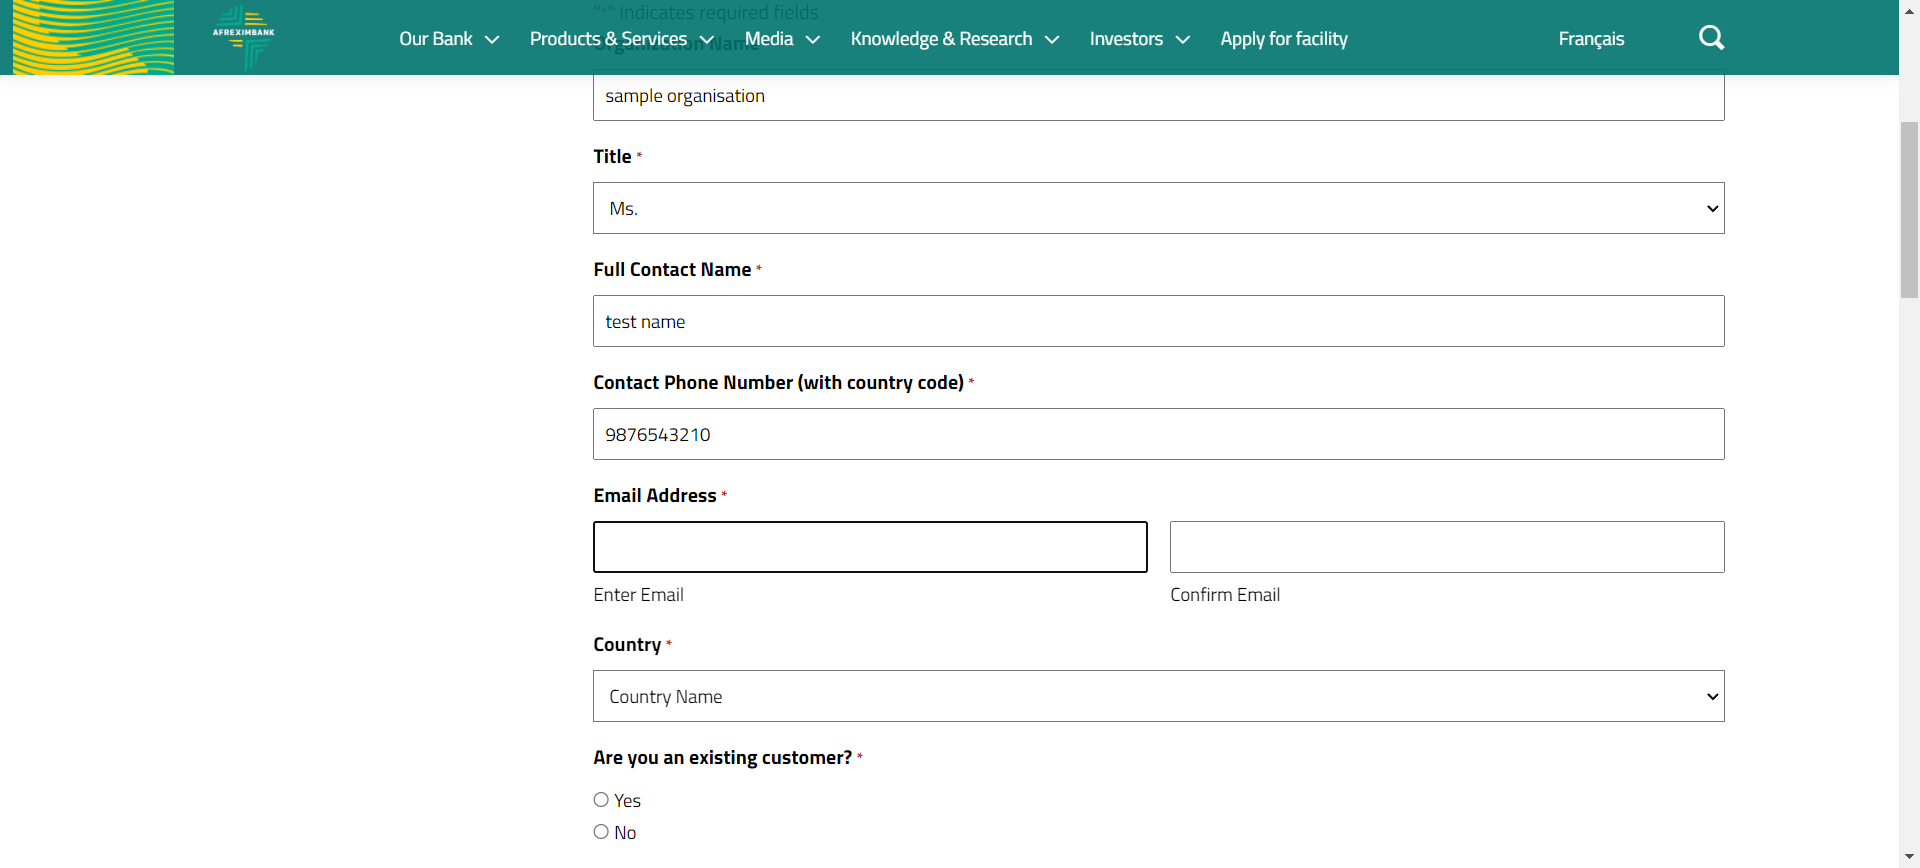 AFREXIMBANK
Our Bank Products & Services Media Knowledge & Research Investors Apply for facility Français
"*" indicates required fields
Organization Name
sample organisation
Title *
Ms.
Full Contact Name *
test name
Contact Phone Number (with country code) *
9876543210
Email Address *
Enter Email Confirm Email
Country *
Country Name
Are you an existing customer? *
Yes
No